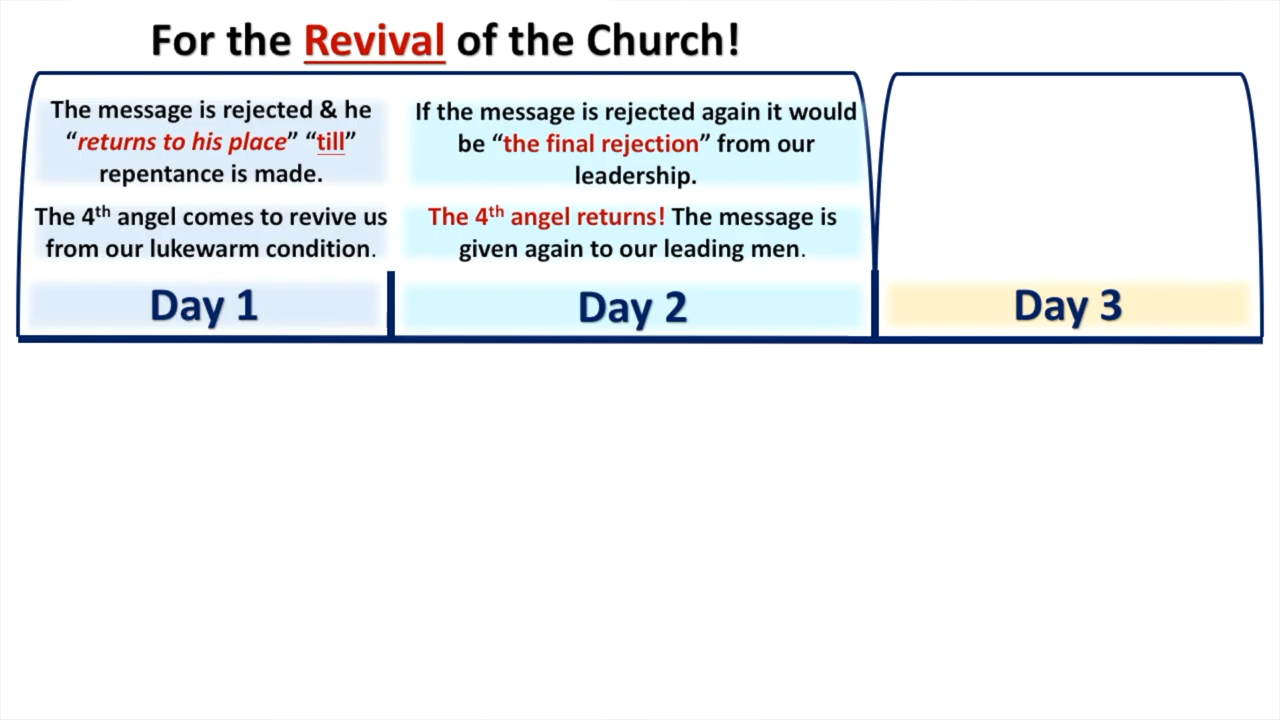 For the Revival of the Church!
The message is rejected & he
“returns to his place” “till”
repentance is made.
The 4th angel comes to revive us
from our lukewarm condition.
Day 1
If the message is rejected again it would
be “the final rejection” from our
leadership.
The 4th angel returns! The message is
given again to our leading men.
Day 2
Day 3